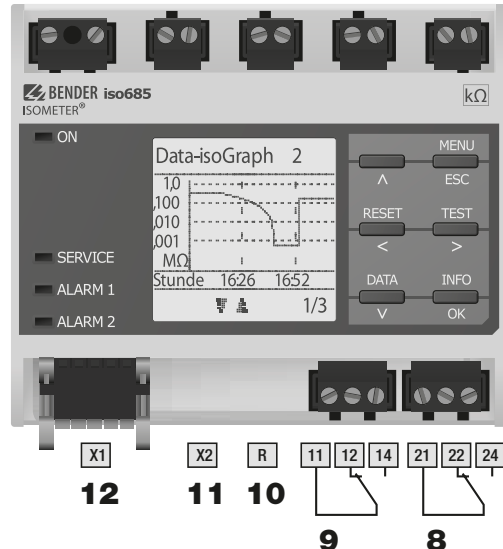 BENDER iso685
ISOMETER®
kΩ
ON
SERVICE
ALARM 1
ALARM 2
Data-isoGraph 2
1,0
,100
,010
,001
MΩ
Stunde 16:26 16:52
1/3
MENU
∧ ESC
RESET TEST
< >
DATA INFO
∨ OK
X1 X2 R 11 12 14 21 22 24
12 11 10
9 8